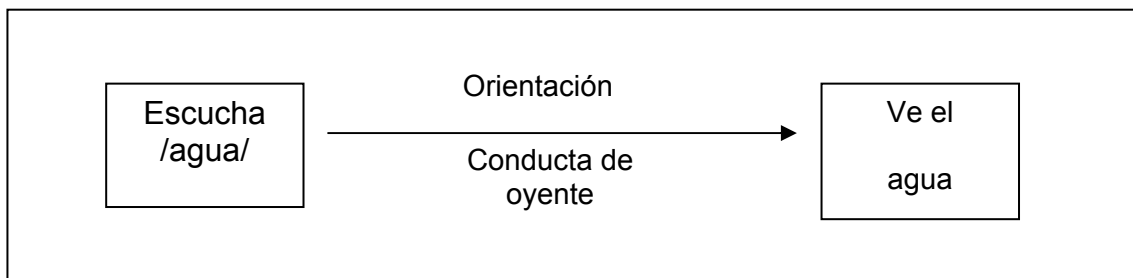 Escucha
/agua/
Orientación
Conducta de
oyente
Ve el
agua